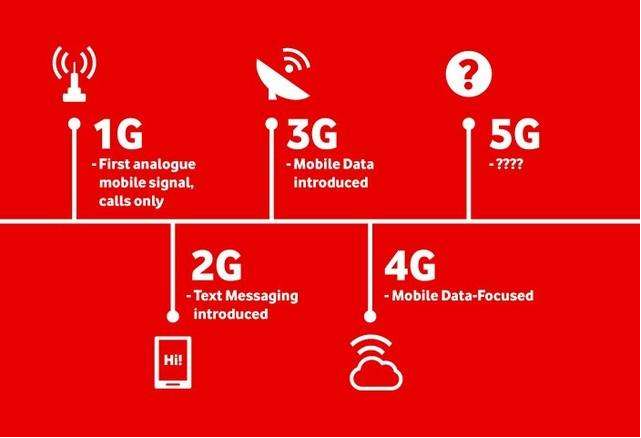 1G
- First analogue
mobile signal,
calls only
2G
- Text Messaging
introduced
Hi!
3G
- Mobile Data
introduced
4G
- Mobile Data-Focused
?
5G
- ????